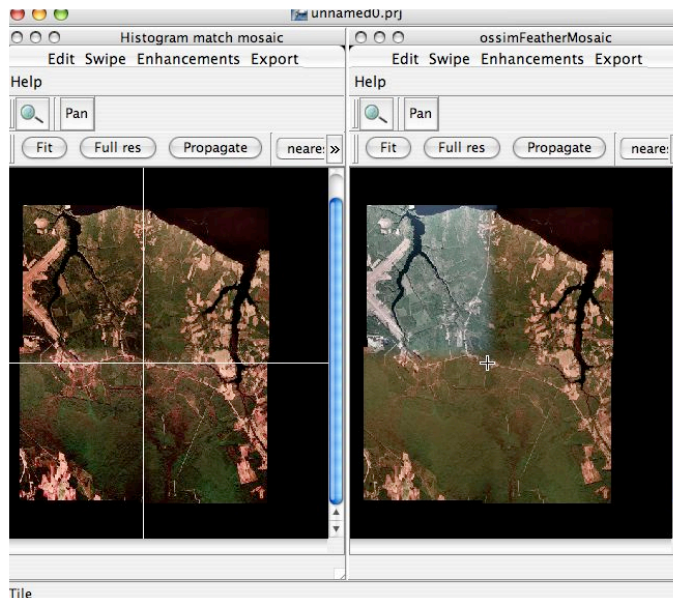 unnamed0.prj
Histogram match mosaic
Edit Swipe Enhancements Export
Help
Pan
Fit Full res Propagate neare: »
ossimFeatherMosaic
Edit Swipe Enhancements Export
Help
Pan
Fit Full res Propagate neare:
Tile